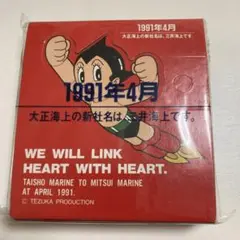 1991年4月
大正海上の新社名は、三井海上です。
1991年4月
大正海上の新社名は、三井海上です。
WE WILL LINK
HEART WITH HEART.
TAISHO MARINE TO MITSUI MARINE
AT APRIL 1991.
© TEZUKA PRODUCTION